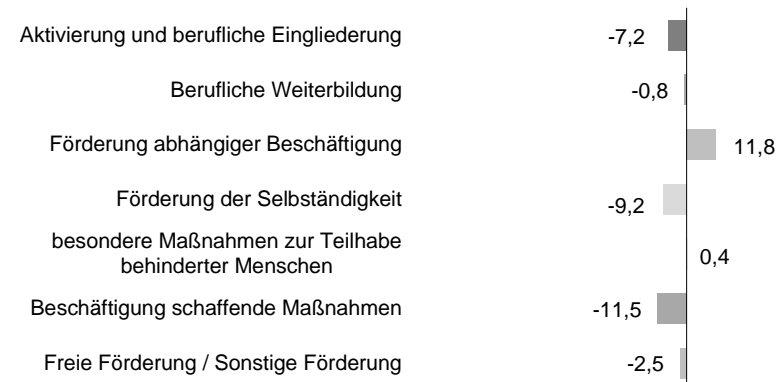 Aktivierung und berufliche Eingliederung -7,2
Berufliche Weiterbildung -0,8
Förderung abhängiger Beschäftigung 11,8
Förderung der Selbständigkeit -9,2
besondere Maßnahmen zur Teilhabe
behinderter Menschen 0,4
Beschäftigung schaffende Maßnahmen -11,5
Freie Förderung / Sonstige Förderung -2,5